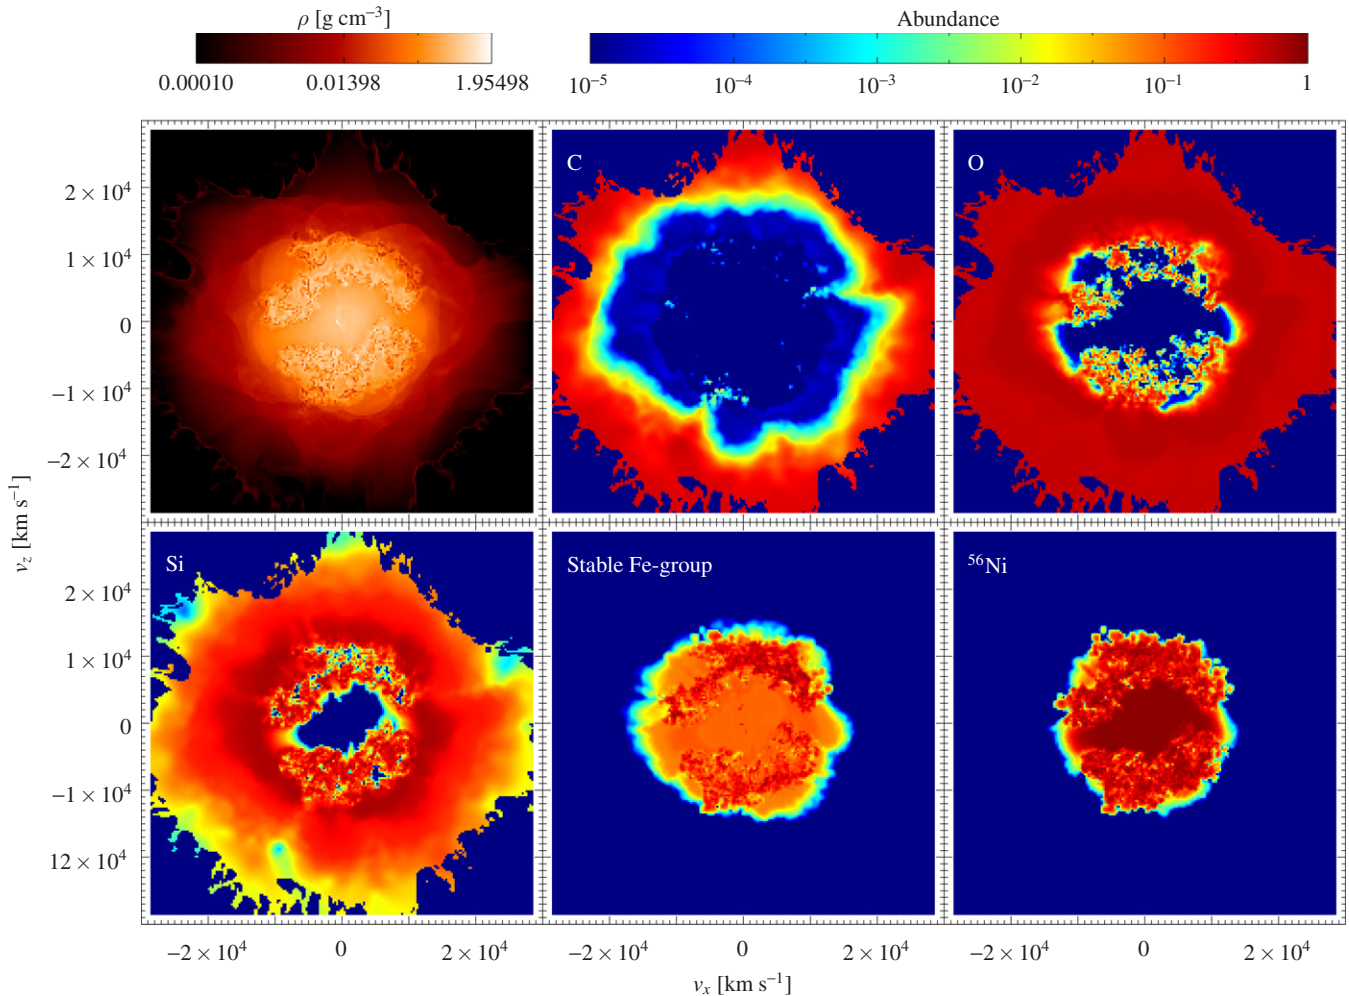 ρ [g cm⁻³]
Abundance
0.00010 0.01398 1.95498
10⁻⁵ 10⁻⁴ 10⁻³ 10⁻² 10⁻¹ 1
C
O
2 × 10⁴
1 × 10⁴
0
−1 × 10⁴
−2 × 10⁴
v_z [km s⁻¹]
Si
Stable Fe-group
⁵⁶Ni
2 × 10⁴
1 × 10⁴
0
−1 × 10⁴
12 × 10⁴
−2 × 10⁴ 0 2 × 10⁴ −2 × 10⁴ 0 2 × 10⁴ −2 × 10⁴ 0 2 × 10⁴
v_x [km s⁻¹]